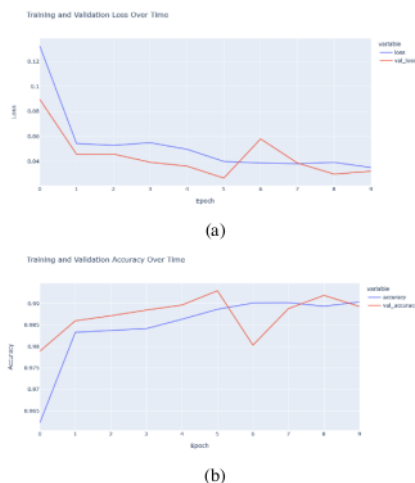 Training and Validation Loss Over Time
variable
loss
val_loss
0.12
0.1
0.08
0.06
0.04
Loss
0 1 2 3 4 5 6 7 8 9
Epoch
(a)
Training and Validation Accuracy Over Time
variable
accuracy
val_accurac
0.99
0.985
0.98
0.975
0.97
0.965
Accuracy
0 1 2 3 4 5 6 7 8 9
Epoch
(b)